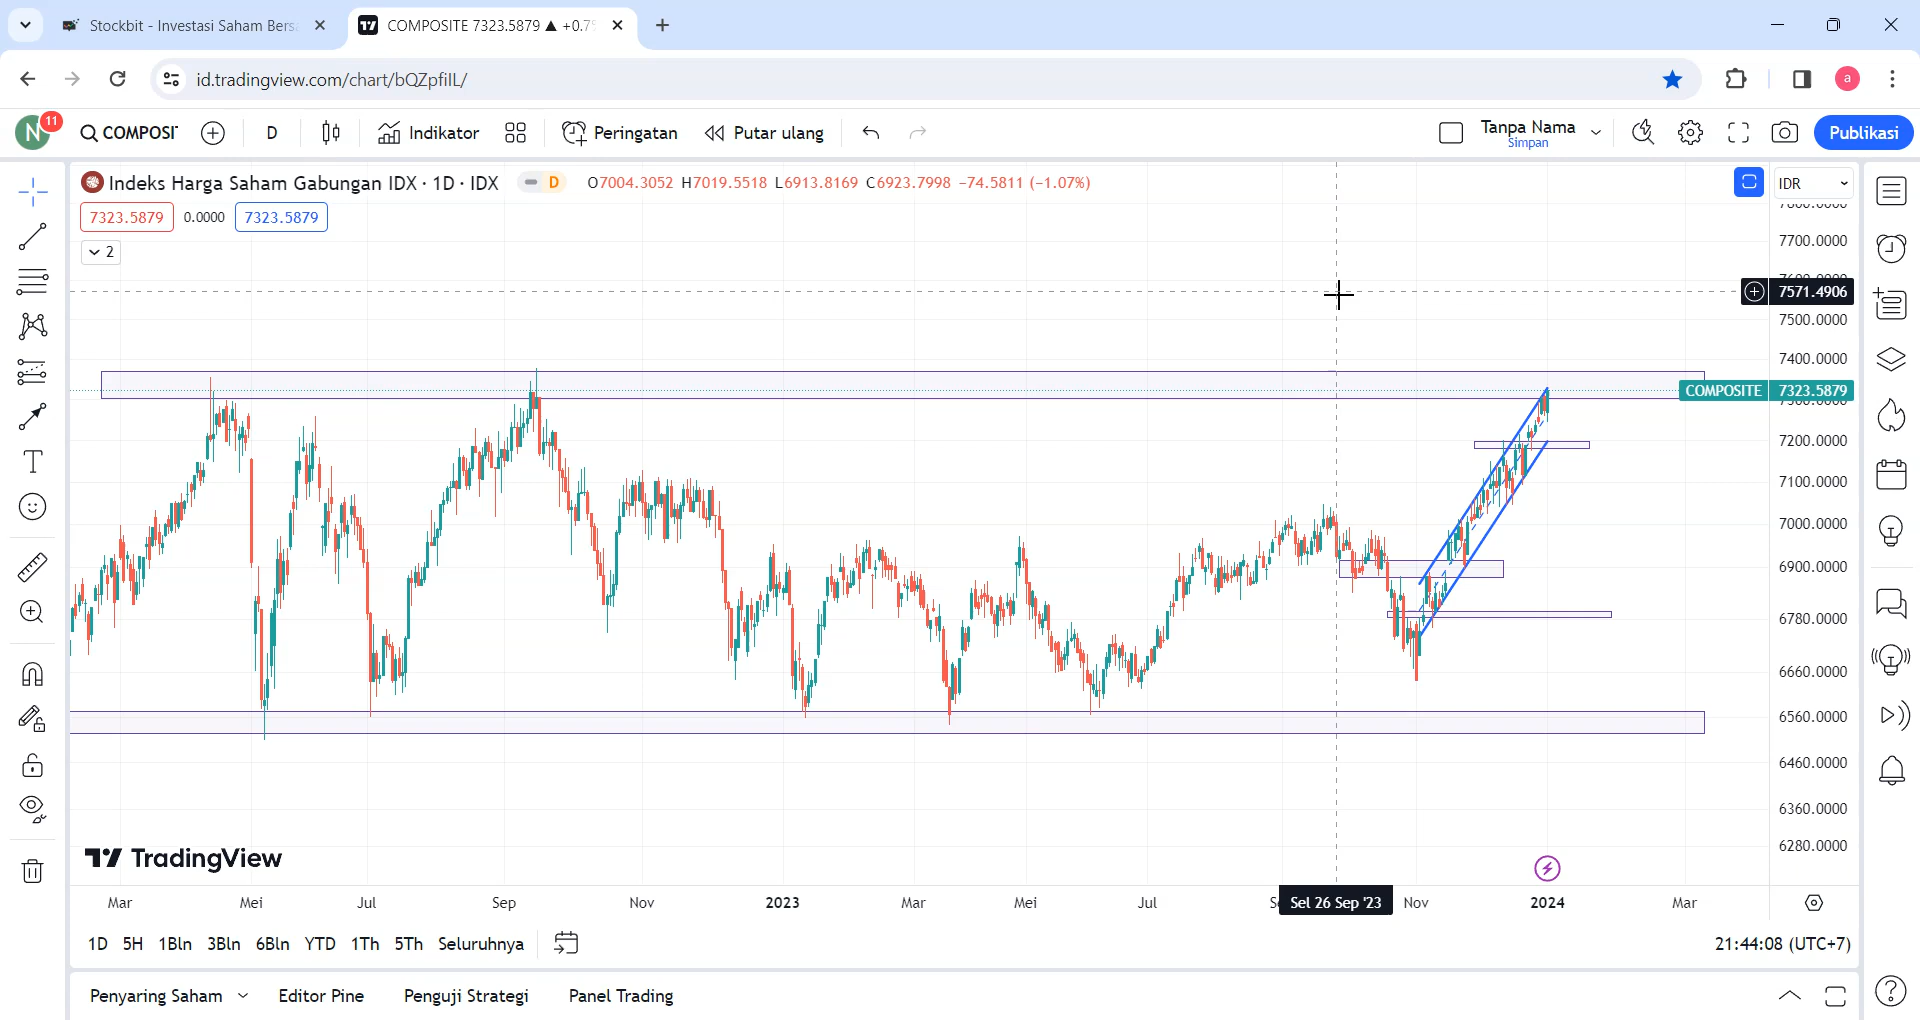 Stockbit - Investasi Saham Bersa
COMPOSITE 7323.5879 ▲ +0.7
id.tradingview.com/chart/bQZpfiIL/
a
N
11
COMPOSI
D
Indikator
Peringatan
Putar ulang
Tanpa Nama
Simpan
Publikasi
Indeks Harga Saham Gabungan IDX · 1D · IDX
D
O7004.3052 H7019.5518 L6913.8169 C6923.7998 −74.5811 (−1.07%)
IDR
7323.5879
0.0000
7323.5879
2
7700.0000
7571.4906
7500.0000
7400.0000
COMPOSITE 7323.5879
7200.0000
7100.0000
7000.0000
6900.0000
6780.0000
6660.0000
6560.0000
6460.0000
6360.0000
6280.0000
TradingView
Mar
Mei
Jul
Sep
Nov
2023
Mar
Mei
Jul
Sel 26 Sep '23
Nov
2024
Mar
1D 5H 1Bln 3Bln 6Bln YTD 1Th 5Th Seluruhnya
21:44:08 (UTC+7)
Penyaring Saham
Editor Pine
Penguji Strategi
Panel Trading